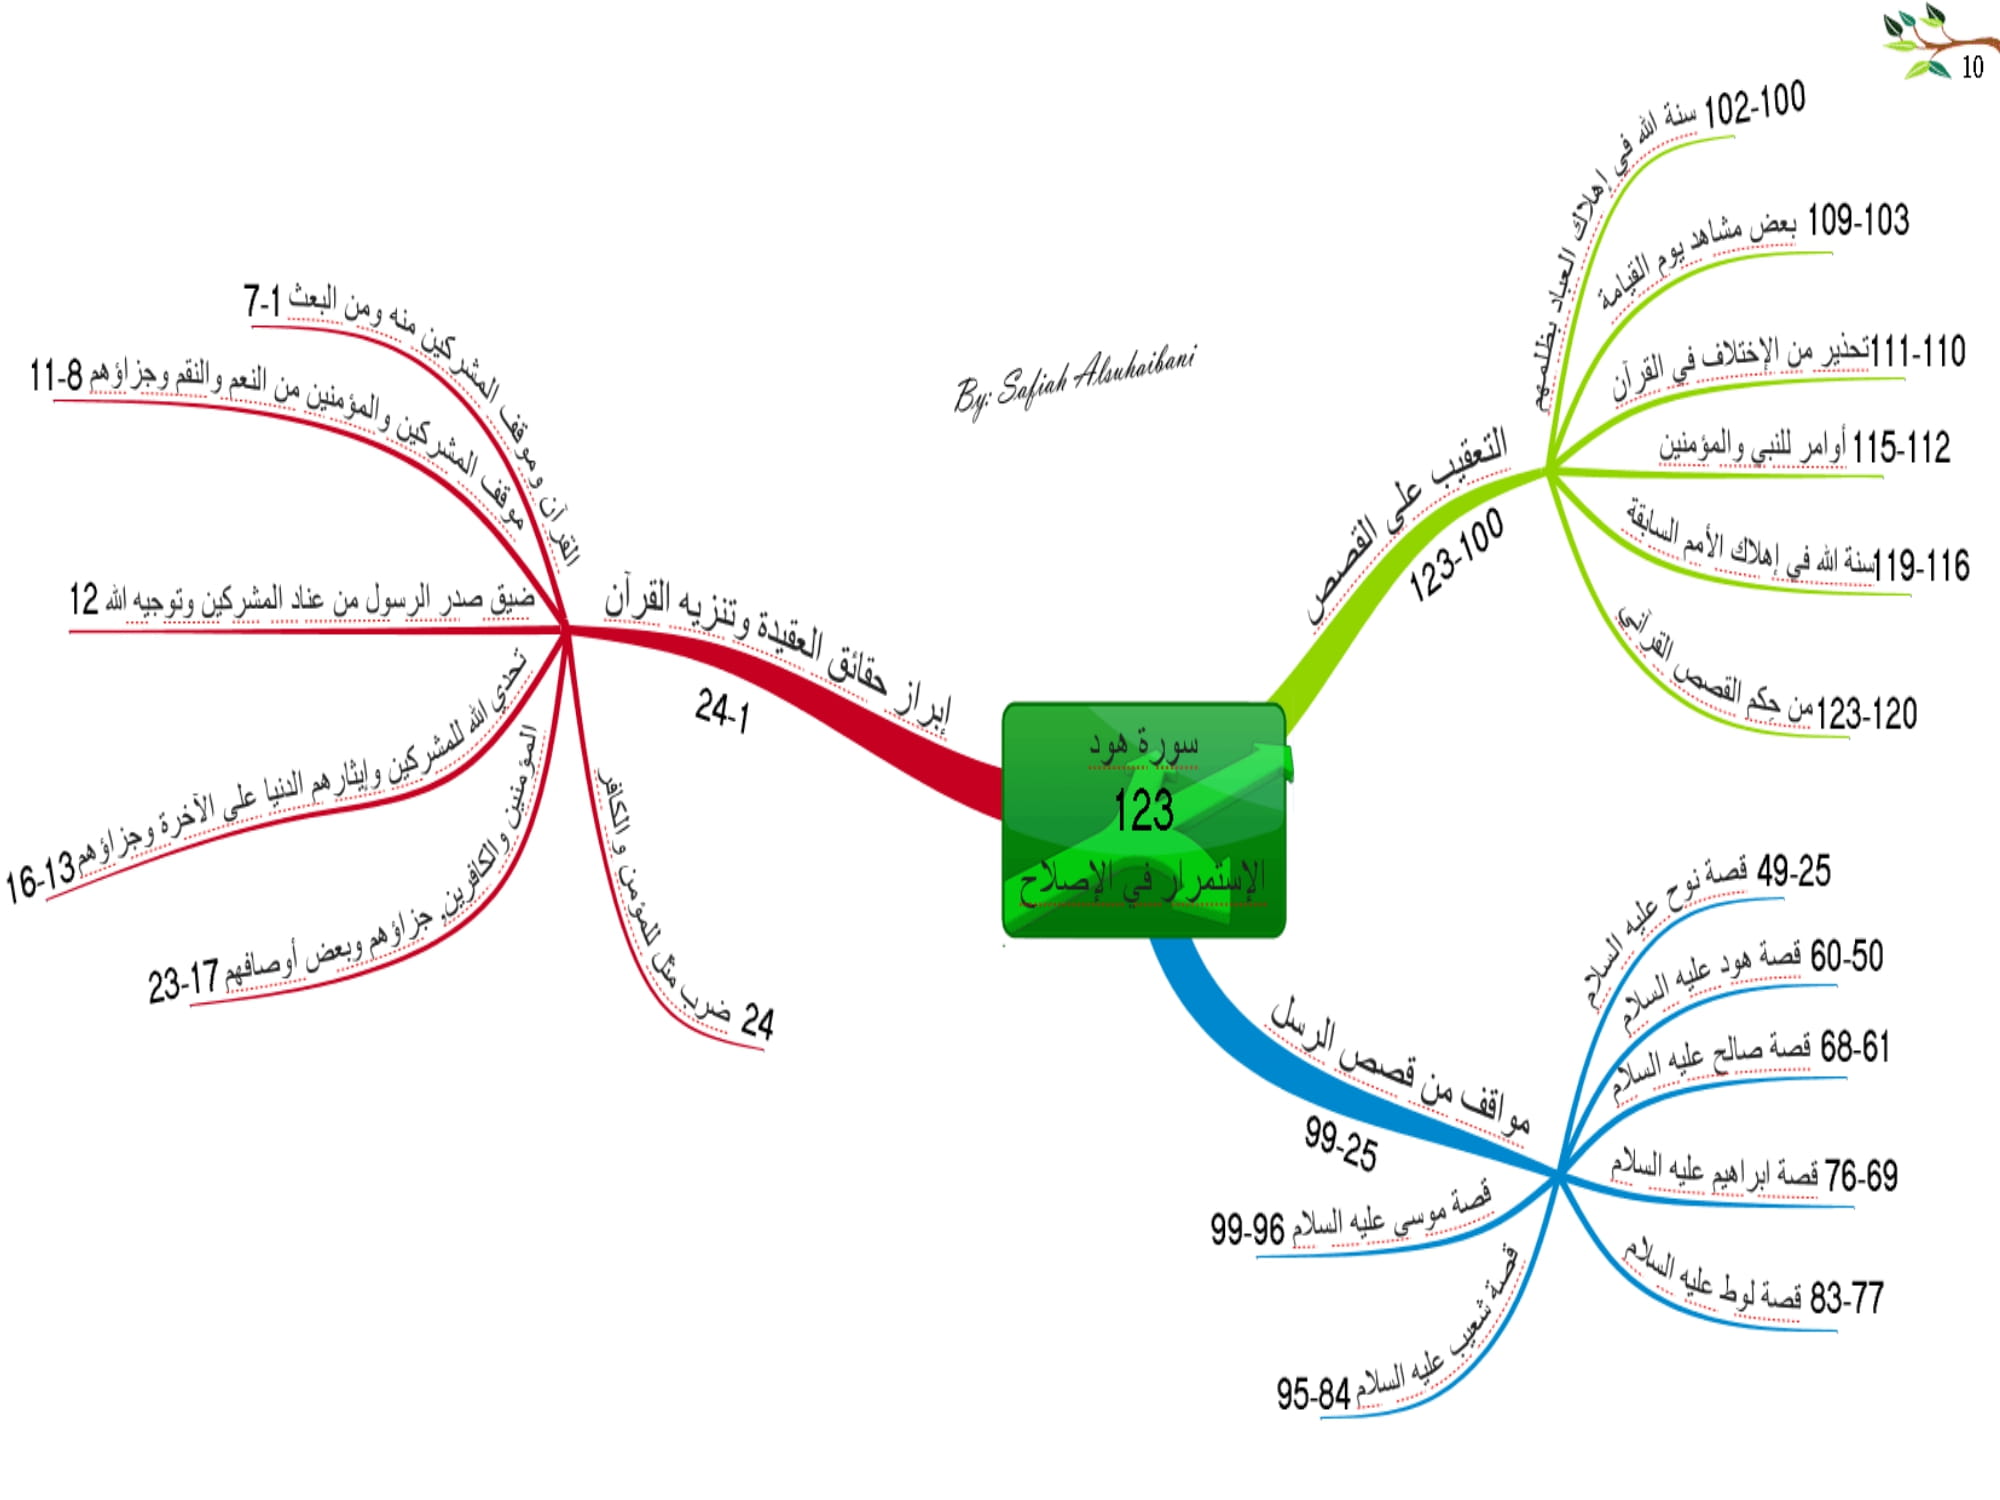 10
سورة هود
123
الإستمرار في الإصلاح
By: Safiah Alsuhaibani
إبراز حقائق العقيدة وتنزيه القرآن
24-1
القرآن وموقف المشركين منه ومن البعث 1-7
موقف المشركين والمؤمنين من النعم والنقم وجزاؤهم 8-11
ضيق صدر الرسول من عناد المشركين وتوجيه الله 12
تحدي الله للمشركين وإيثارهم الدنيا على الآخرة وجزاؤهم 13-16
المؤمنين والكافرين, جزاؤهم وبعض أوصافهم 17-23
ضرب مثل للمؤمن والكافر 24
مواقف من قصص الرسل
99-25
49-25 قصة نوح عليه السلام
60-50 قصة هود عليه السلام
68-61 قصة صالح عليه السلام
76-69 قصة ابراهيم عليه السلام
83-77 قصة لوط عليه السلام
قصة شعيب عليه السلام 84-95
قصة موسى عليه السلام 96-99
التعقيب على القصص
123-100
102-100 سنة الله في إهلاك العباد بظلمهم
109-103 بعض مشاهد يوم القيامة
111-110 تحذير من الإختلاف في القرآن
115-112 أوامر للنبي والمؤمنين
119-116 سنة الله في إهلاك الأمم السابقة
123-120 من حِكم القصص القرآني